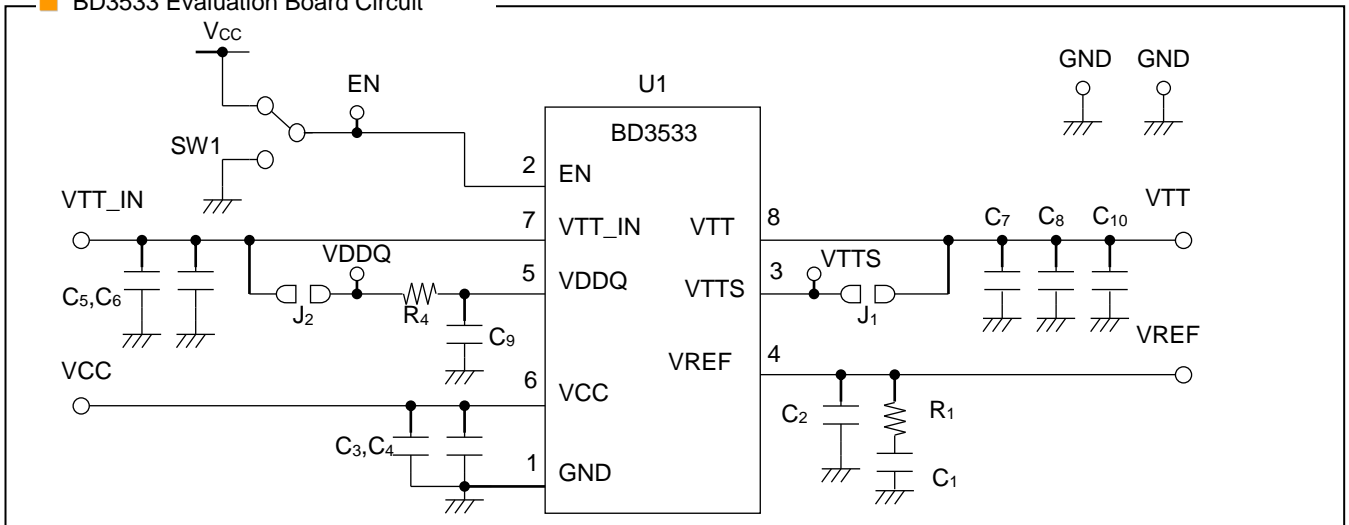 BD3533 Evaluation Board Circuit
VCC
GND GND
EN
U1
BD3533
SW1
2 EN
VTT_IN
7 VTT_IN
VTT 8
C7 C8 C10
VTT
VDDQ
5 VDDQ
VTTS 3
VTTS
C5,C6
J2
R4
J1
C9
VREF
VREF 4
VCC
6 VCC
C2
R1
C3,C4
1 GND
C1